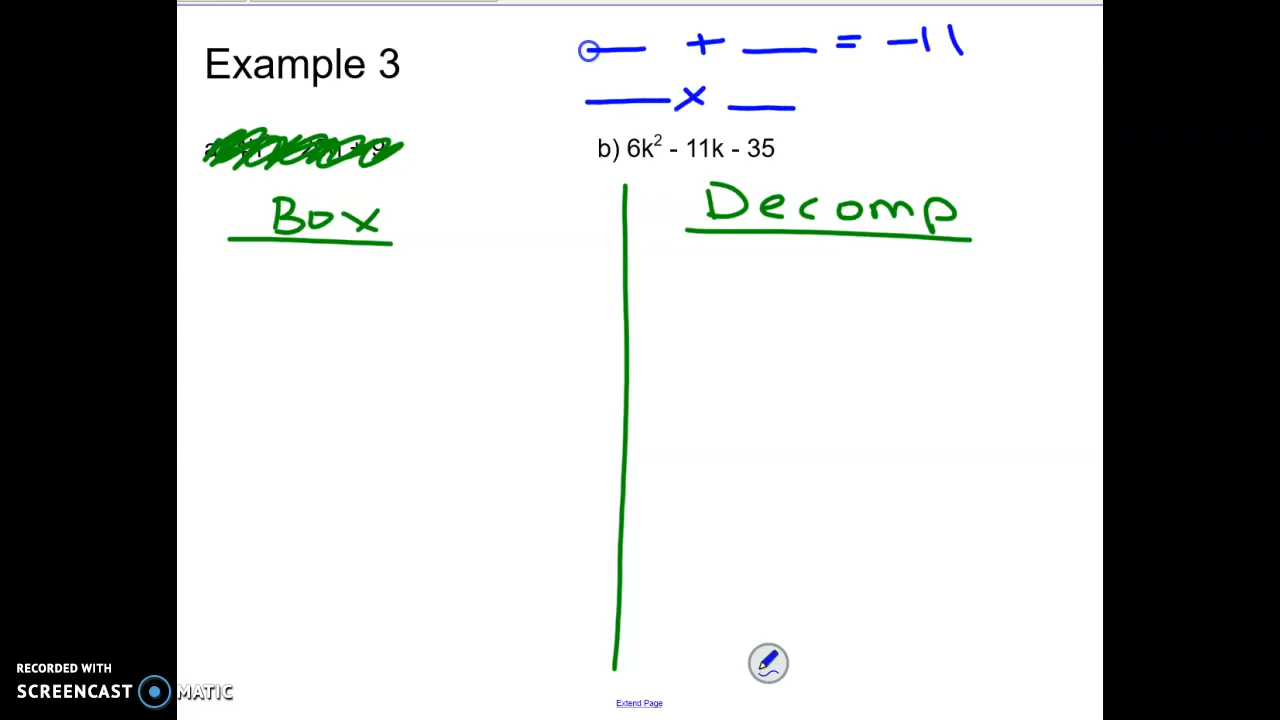 ___ + ___ = -11
Example 3
___ x ___
b) 6k² - 11k - 35
Box
Decomp
RECORDED WITH
SCREENCAST MATIC
Extend Page